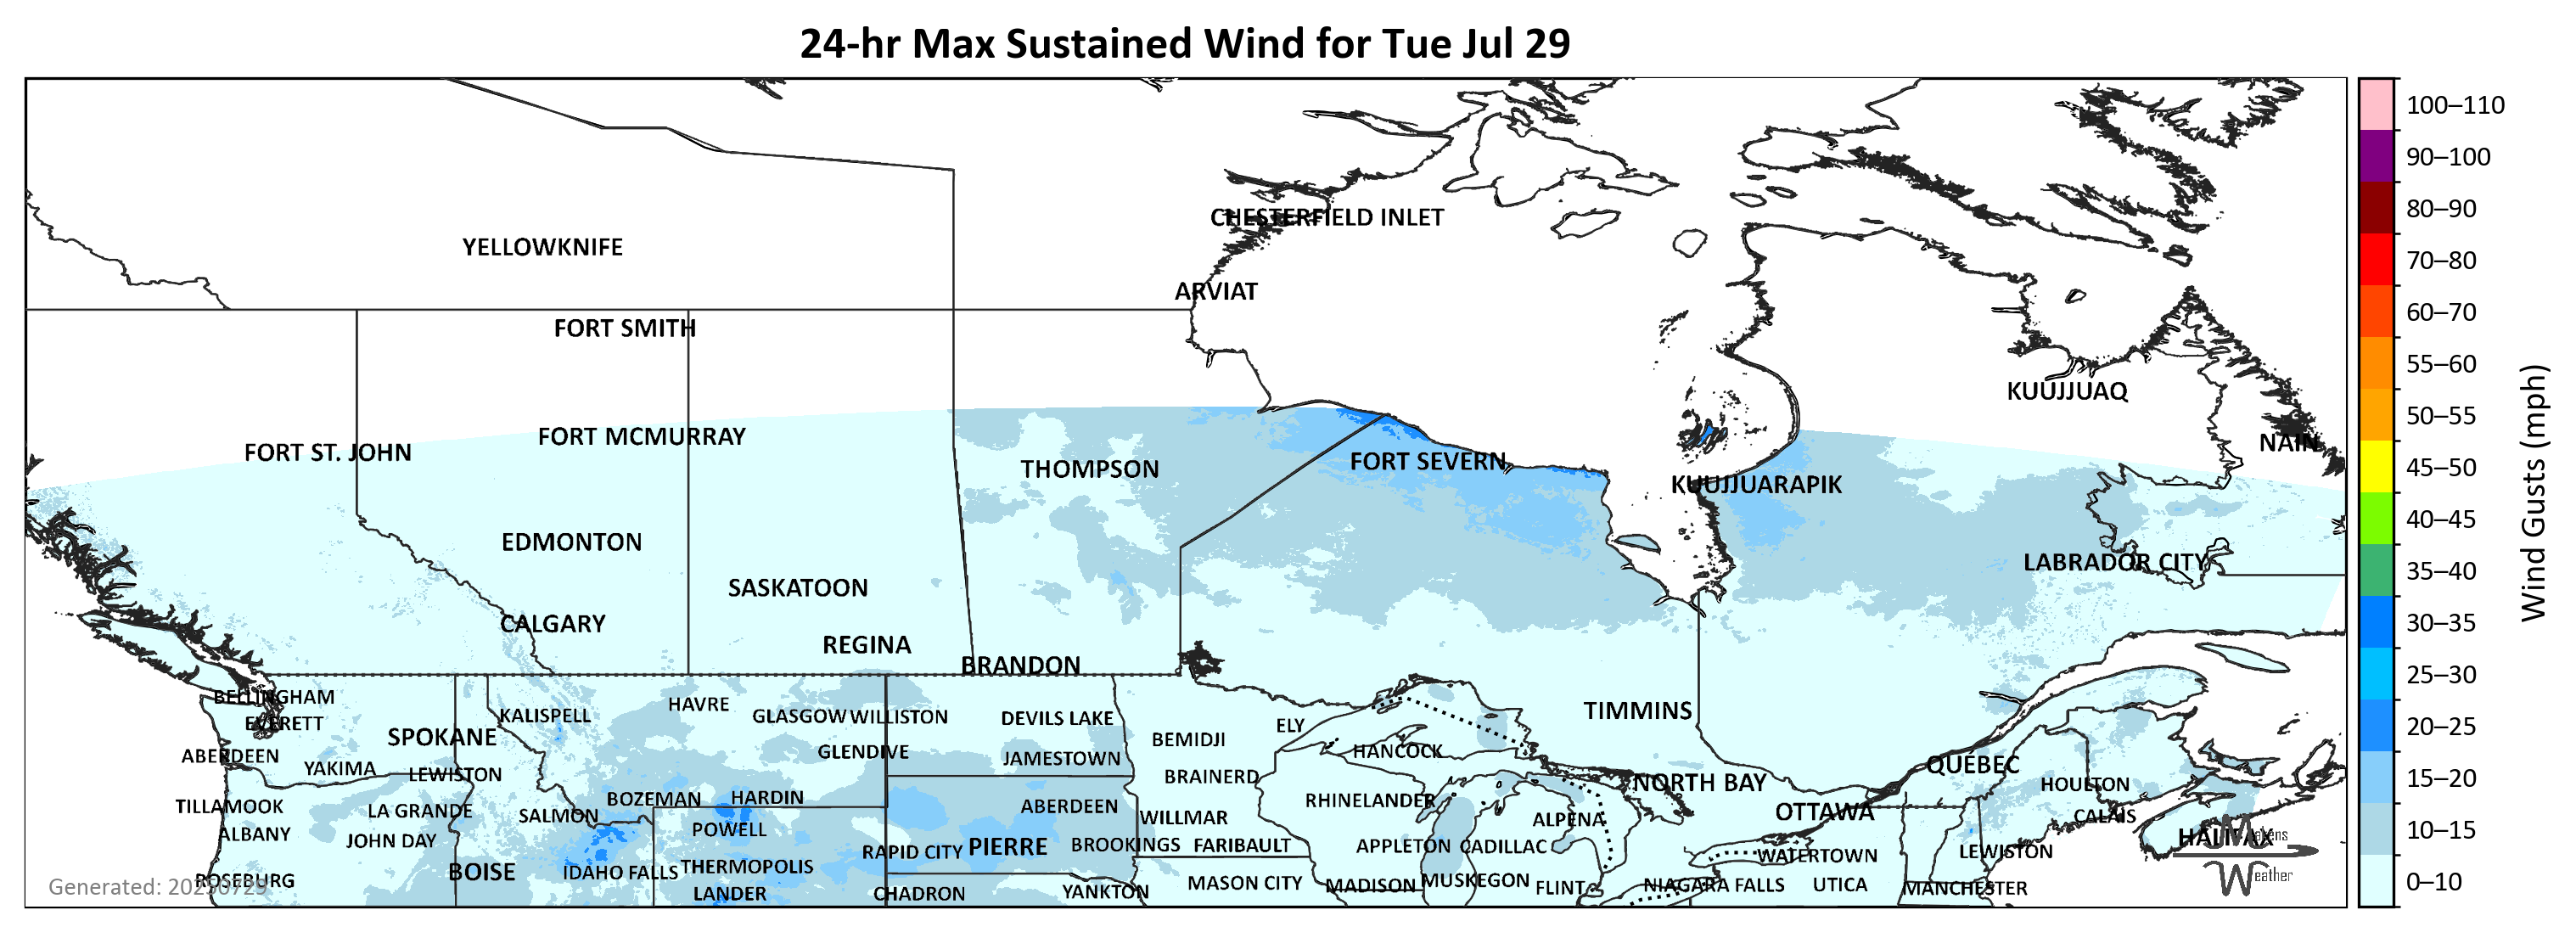 24-hr Max Sustained Wind for Tue Jul 29
100–110
90–100
80–90
70–80
60–70
55–60
50–55
45–50
40–45
35–40
30–35
25–30
20–25
15–20
10–15
0–10
Wind Gusts (mph)
CHESTERFIELD INLET
YELLOWKNIFE
ARVIAT
FORT SMITH
KUUJJUAQ
FORT MCMURRAY
NAIN
FORT ST. JOHN
FORT SEVERN
THOMPSON
KUUJJUARAPIK
EDMONTON
LABRADOR CITY
SASKATOON
CALGARY
REGINA
BRANDON
BELLINGHAM
HAVRE
TIMMINS
KALISPELL
GLASGOW
WILLISTON
DEVILS LAKE
EVERETT
ELY
SPOKANE
BEMIDJI
HANCOCK
GLENDIVE
ABERDEEN
JAMESTOWN
QUÉBEC
YAKIMA
LEWISTON
BRAINERD
NORTH BAY
HOULTON
BOZEMAN
HARDIN
RHINELANDER
TILLAMOOK
LA GRANDE
ABERDEEN
OTTAWA
SALMON
WILLMAR
CALAIS
ALPENA
POWELL
ALBANY
HALIFAX
JOHN DAY
PIERRE
BROOKINGS
FARIBAULT
APPLETON
CADILLAC
RAPID CITY
LEWISTON
WATERTOWN
THERMOPOLIS
BOISE
IDAHO FALLS
ROSEBURG
MUSKEGON
MASON CITY
MADISON
NIAGARA FALLS
UTICA
FLINT
MANCHESTER
YANKTON
LANDER
CHADRON
Generated: 20250729
Makens
Weather